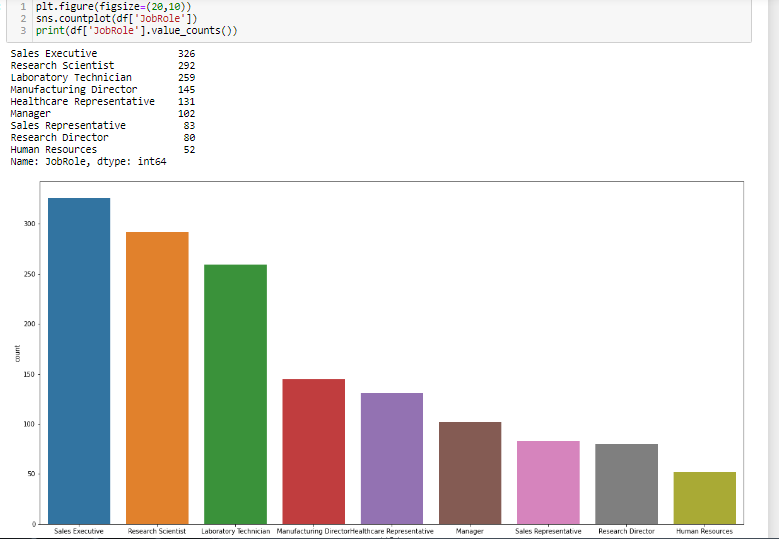 1 plt.figure(figsize=(20,10))
2 sns.countplot(df['JobRole'])
3 print(df['JobRole'].value_counts())
Sales Executive 326
Research Scientist 292
Laboratory Technician 259
Manufacturing Director 145
Healthcare Representative 131
Manager 102
Sales Representative 83
Research Director 80
Human Resources 52
Name: JobRole, dtype: int64
300
250
200
150
100
50
0
count
Sales Executive Research Scientist Laboratory Technician Manufacturing Director Healthcare Representative Manager Sales Representative Research Director Human Resources